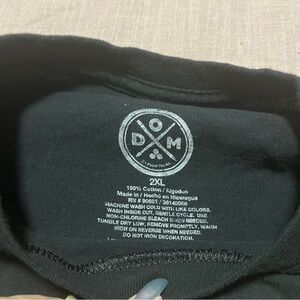 O
D M
2XL
100% Cotton / Algodon
Made in / Hecho en Nicaragua
RN # 90601 /
MACHINE WASH COLD WITH LIKE COLORS.
WASH INSIDE OUT, GENTLE CYCLE. USE
NON-CHLORINE BLEACH WHEN NEEDED.
TUMBLE DRY LOW, REMOVE PROMPTLY. WARM
IRON ON REVERSE WHEN NEEDED.
DO NOT IRON DECORATION.